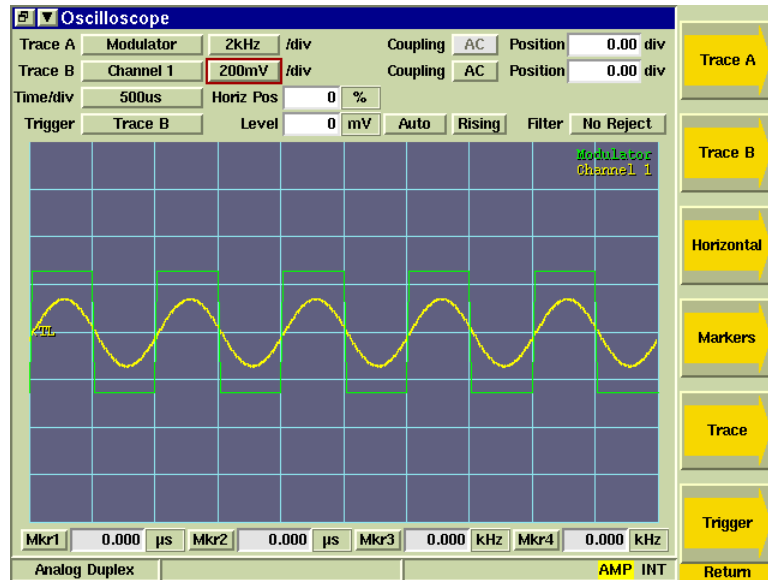 Oscilloscope
Trace A Modulator 2kHz /div Coupling AC Position 0.00 div
Trace B Channel 1 200mV /div Coupling AC Position 0.00 div
Time/div 500us Horiz Pos 0 %
Trigger Trace B Level 0 mV Auto Rising Filter No Reject
Modulator
Channel 1
TL
Mkr1 0.000 µs Mkr2 0.000 µs Mkr3 0.000 kHz Mkr4 0.000 kHz
Analog Duplex AMP INT
Trace A
Trace B
Horizontal
Markers
Trace
Trigger
Return